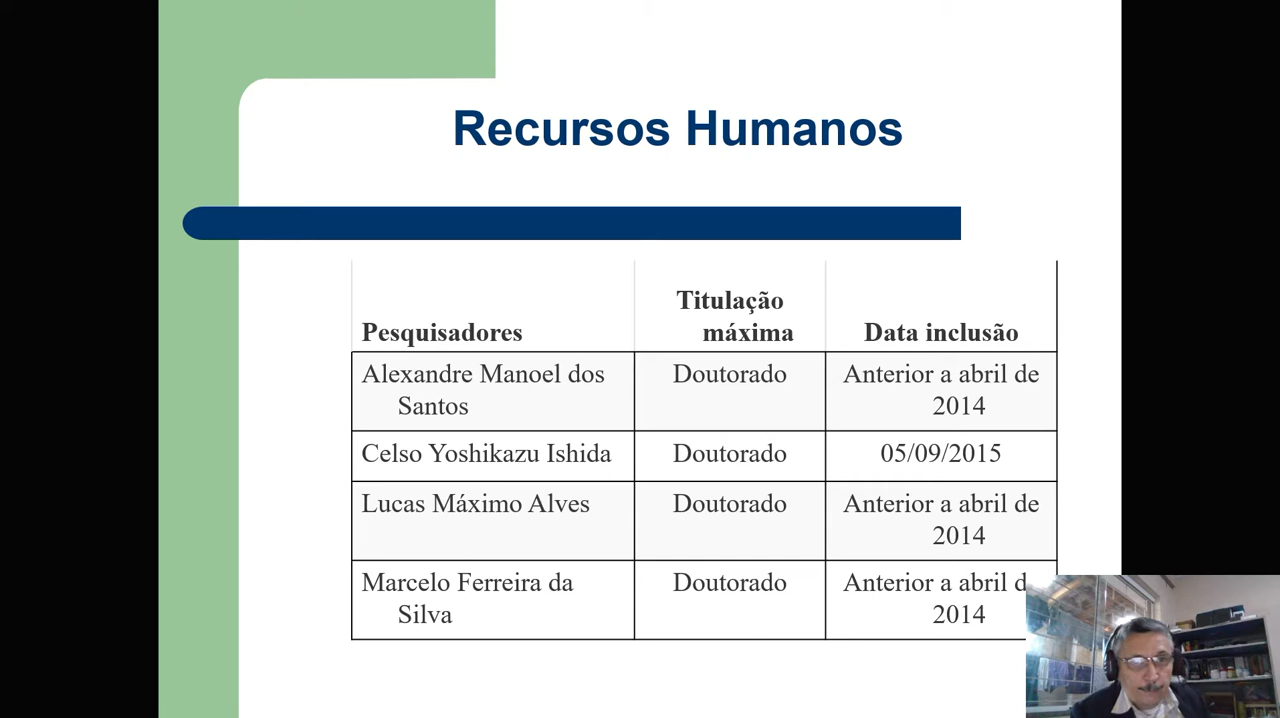 Recursos Humanos
Pesquisadores
Titulação
máxima
Data inclusão
Alexandre Manoel dos
Santos
Doutorado
Anterior a abril de
2014
Celso Yoshikazu Ishida
Doutorado
05/09/2015
Lucas Máximo Alves
Doutorado
Anterior a abril de
2014
Marcelo Ferreira da
Silva
Doutorado
Anterior a abril d
2014